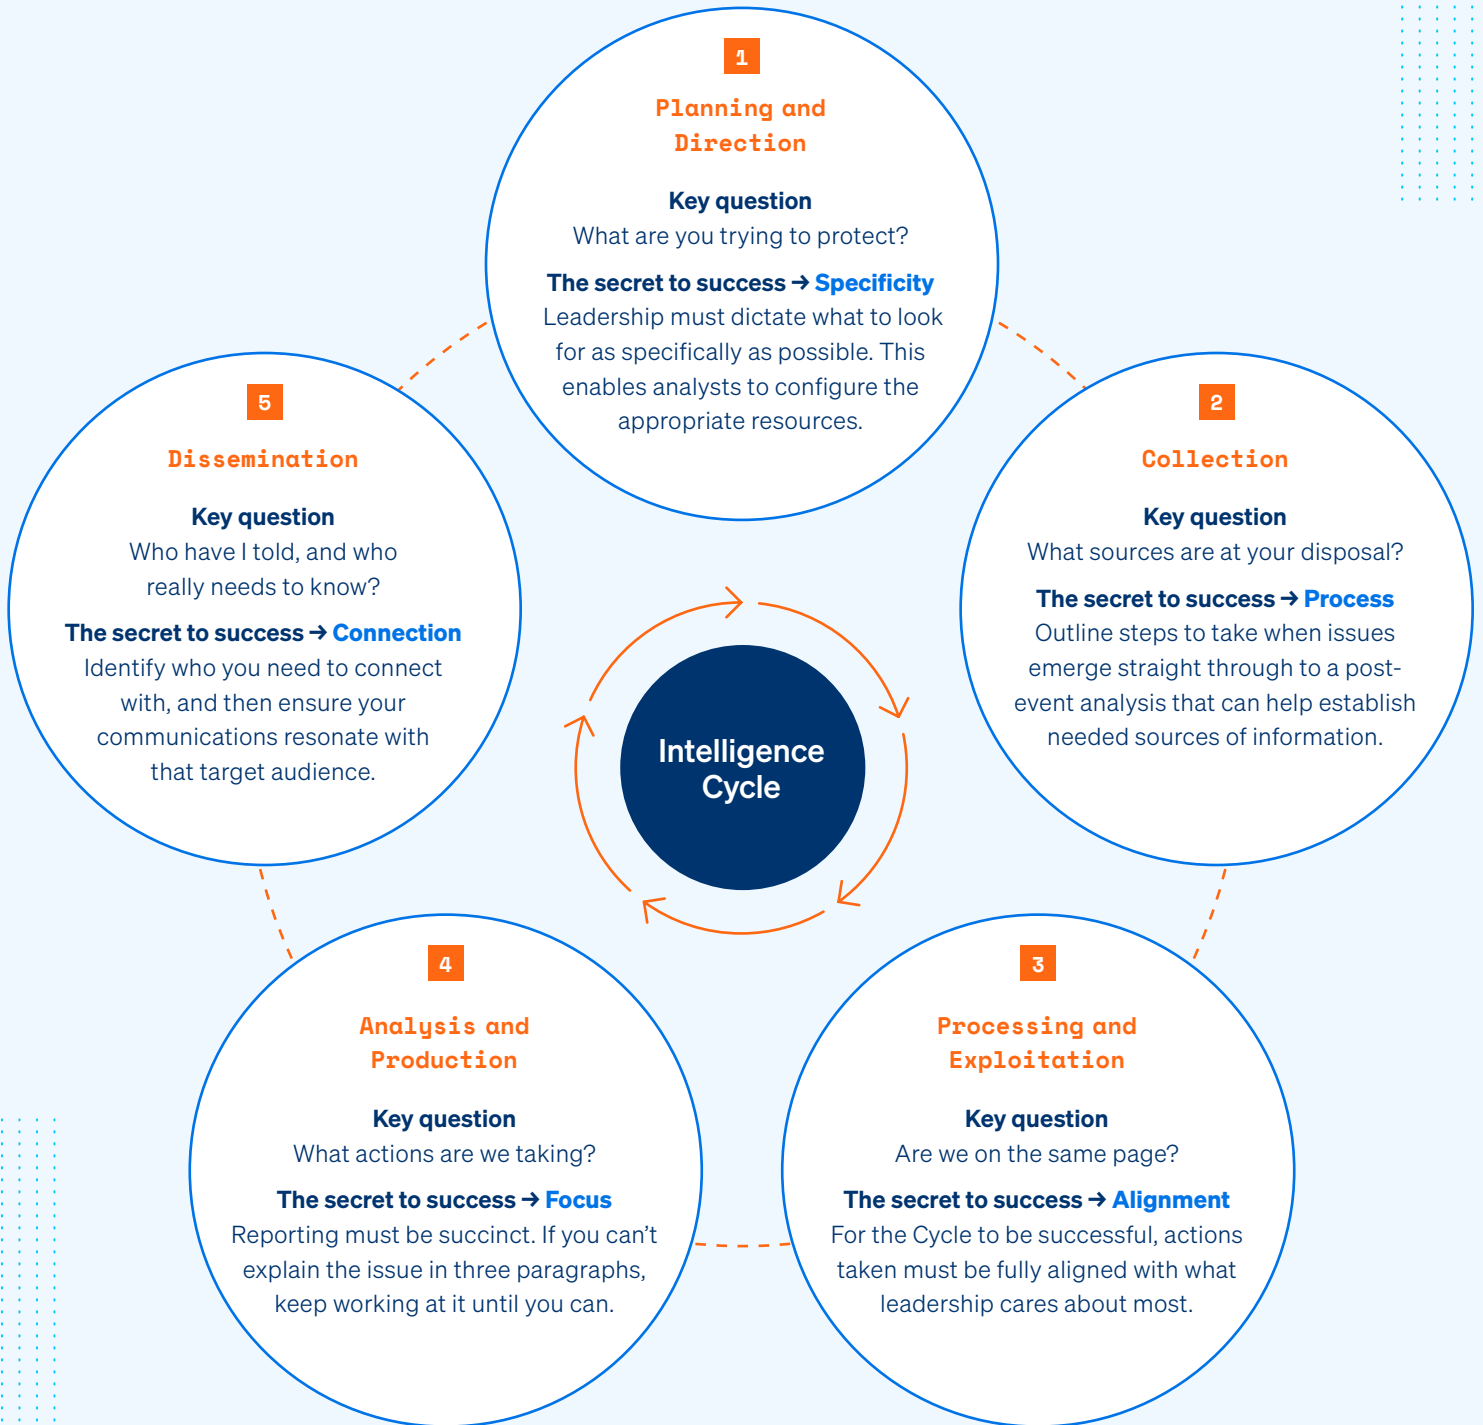 1
Planning and
Direction
Key question
What are you trying to protect?
The secret to success → Specificity
Leadership must dictate what to look
for as specifically as possible. This
enables analysts to configure the
appropriate resources.
2
Collection
Key question
What sources are at your disposal?
The secret to success → Process
Outline steps to take when issues
emerge straight through to a post-
event analysis that can help establish
needed sources of information.
3
Processing and
Exploitation
Key question
Are we on the same page?
The secret to success → Alignment
For the Cycle to be successful, actions
taken must be fully aligned with what
leadership cares about most.
4
Analysis and
Production
Key question
What actions are we taking?
The secret to success → Focus
Reporting must be succinct. If you can’t
explain the issue in three paragraphs,
keep working at it until you can.
5
Dissemination
Key question
Who have I told, and who
really needs to know?
The secret to success → Connection
Identify who you need to connect
with, and then ensure your
communications resonate with
that target audience.
Intelligence
Cycle